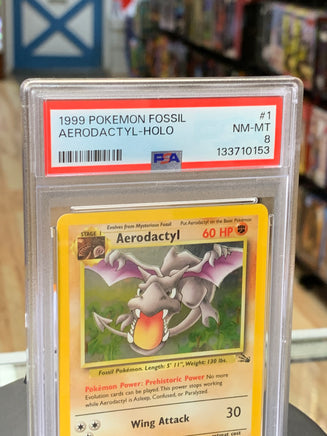 1999 POKEMON FOSSIL #1
AERODACTYL-HOLO NM-MT
8
PSA 133710153
Evolves from Mysterious Fossil Put Aerodactyl on the Basic Pokémon
STAGE 1
Aerodactyl 60 HP
Fossil Pokémon. Length: 5' 11", Weight: 130 lbs.
Pokémon Power: Prehistoric Power No more
Evolution cards can be played. This power stops working
while Aerodactyl is Asleep, Confused, or Paralyzed.
Wing Attack 30